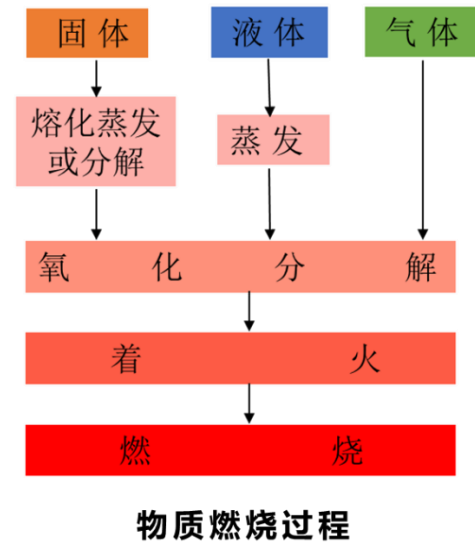 固体
液体
气体
熔化蒸发
或分解
蒸发
氧化分解
着火
燃烧
物质燃烧过程